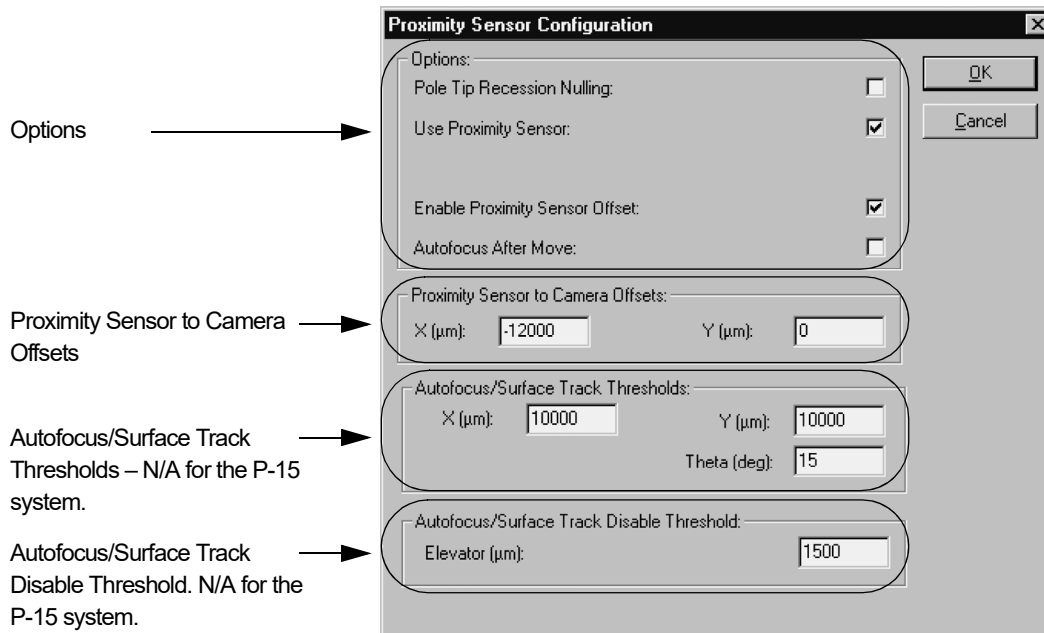 Proximity Sensor Configuration
Options:
Pole Tip Recession Nulling:
Use Proximity Sensor:
Enable Proximity Sensor Offset:
Autofocus After Move:
OK
Cancel
Options
Proximity Sensor to Camera Offsets:
X (µm): -12000 Y (µm): 0
Proximity Sensor to Camera
Offsets
Autofocus/Surface Track Thresholds:
X (µm): 10000 Y (µm): 10000
Theta (deg): 15
Autofocus/Surface Track
Thresholds – N/A for the P-15
system.
Autofocus/Surface Track Disable Threshold:
Elevator (µm): 1500
Autofocus/Surface Track
Disable Threshold. N/A for the
P-15 system.